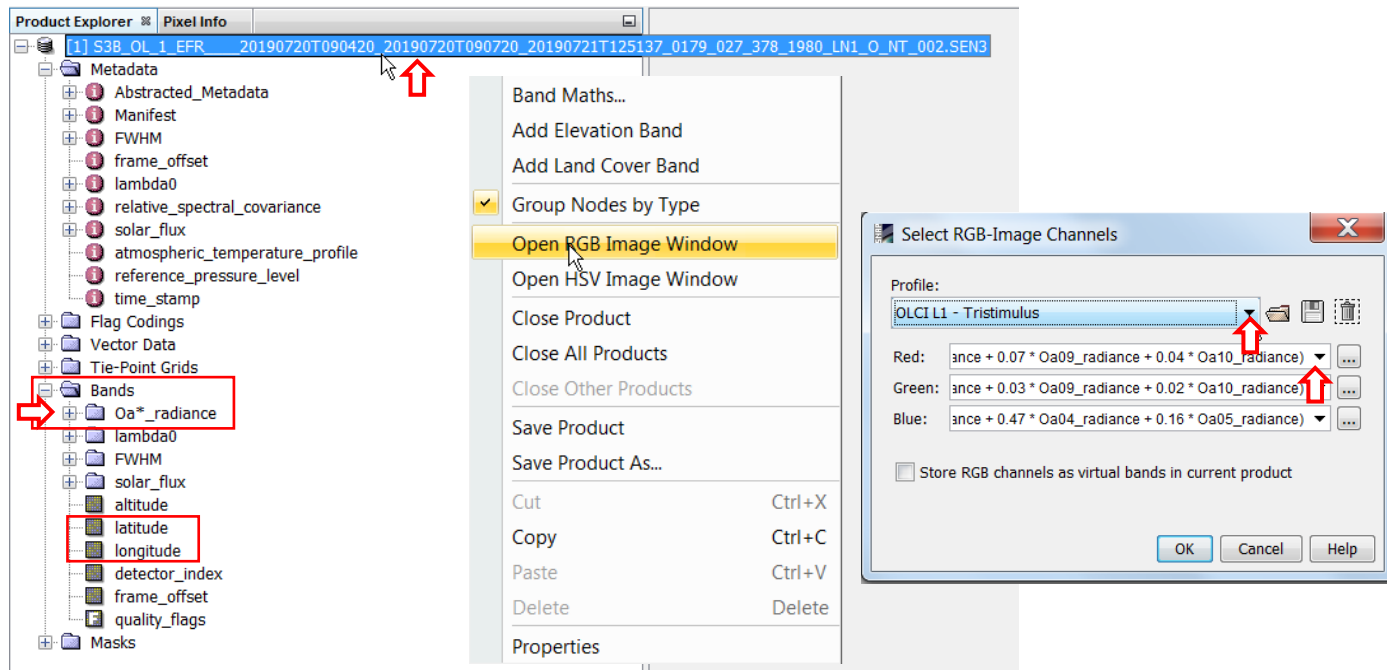 Product Explorer
Pixel Info
[1] S3B_OL_1_EFR____20190720T090420_20190720T090720_20190721T125137_0179_027_378_1980_LN1_O_NT_002.SEN3
Metadata
Abstracted_Metadata
Manifest
FWHM
frame_offset
lambda0
relative_spectral_covariance
solar_flux
atmospheric_temperature_profile
reference_pressure_level
time_stamp
Flag Codings
Vector Data
Tie-Point Grids
Bands
Oa*_radiance
lambda0
FWHM
solar_flux
altitude
latitude
longitude
detector_index
frame_offset
quality_flags
Masks
Band Maths...
Add Elevation Band
Add Land Cover Band
Group Nodes by Type
Open RGB Image Window
Open HSV Image Window
Close Product
Close All Products
Close Other Products
Save Product
Save Product As...
Cut Ctrl+X
Copy Ctrl+C
Paste Ctrl+V
Delete Delete
Properties
Select RGB-Image Channels
Profile:
OLCI L1 - Tristimulus
Red: ance + 0.07 * Oa09_radiance + 0.04 * Oa10_radiance) ...
Green: ance + 0.03 * Oa09_radiance + 0.02 * Oa10_radiance) ...
Blue: ance + 0.47 * Oa04_radiance + 0.16 * Oa05_radiance) ...
Store RGB channels as virtual bands in current product
OK Cancel Help